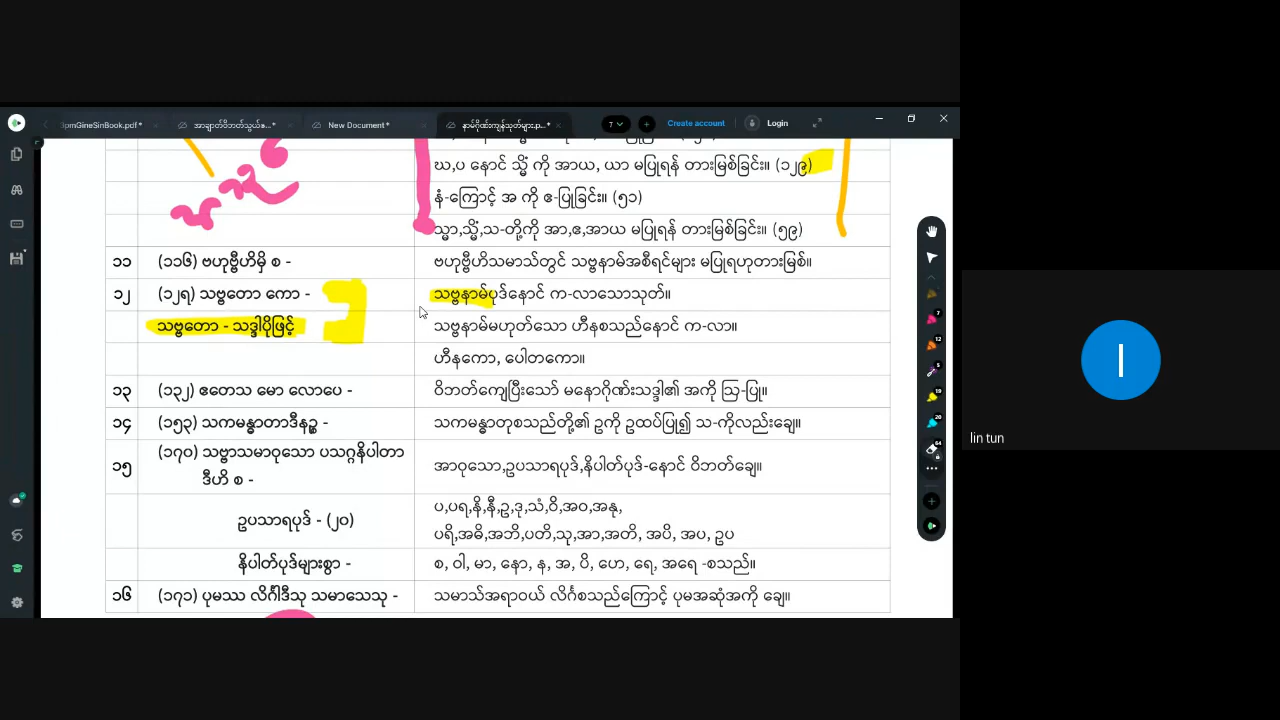 ipmGineSinBook.pdf *
New Document *
7
Create account
Login
ဃ,ပ နောင် သ္မိံ ကို အာယ, ယာ မပြုရန် တားမြစ်ခြင်း။ (၁၂၉)
နံ-ကြောင့် အ ကို ဧ-ပြုခြင်း။ (၅၁)
သ္မာ,သ္မိံ,သ-တို့ကို အာ,ဧ,အာယ မပြုရန် တားမြစ်ခြင်း။ (၅၉)
၁၁ (၁၁၆) ဗဟုဗ္ဗီဟိမှိ စ - ဗဟုဗ္ဗီဟိသမာသ်တွင် သဗ္ဗနာမ်အစီရင်များ မပြုရဟုတားမြစ်။
၁၂ (၁၂၅) သဗ္ဗတော ကော - သဗ္ဗနာမ်ပုဒ်နောင် က-လာသောသုတ်။
သဗ္ဗတော - သဒ္ဒါပိုဖြင့် သဗ္ဗနာမ်မဟုတ်သော ဟီနစသည်နောင် က-လာ။
ဟီနကော, ပေါတကော။
၁၃ (၁၃၂) ဧတေသ မော လောပေ - ဝိဘတ်ကျေပြီးသော် မနောဂိုဏ်းသဒ္ဒါ၏ အကို ဩ-ပြု။
၁၄ (၁၅၃) သကမန္ဓာတာဒီနဉ္စ - သကမန္ဓာတုစသည်တို့၏ ဥကို ဥထပ်ပြု၍ သ-ကိုလည်းချေ။
၁၅ (၁၇၀) သဗ္ဗာသမာဝုသော ပသဂ္ဂနိပါတာ
ဒီဟိ စ - အာဝုသော,ဥပသာရပုဒ်,နိပါတ်ပုဒ်-နောင် ဝိဘတ်ချေ။
ဥပသာရပုဒ် - (၂၀) ပ,ပရာ,နိ,နီ,ဥ,ဒု,သံ,ဝိ,အဝ,အနု,
ပရိ,အဓိ,အဘိ,ပတိ,သု,အာ,အတိ, အပိ, အပ, ဥပ
နိပါတ်ပုဒ်များစွာ - စ, ဝါ, မာ, နော, န, အ, ပိ, ဟေ, ရေ, အရေ -စသည်။
၁၆ (၁၇၁) ပုမဿ လိင်္ဂါဒီသု သမာသေသု - သမာသ်အရာဝယ် လိင်္ဂစသည်ကြောင့် ပုမအဆုံးအကို ချေ။
l
lin tun